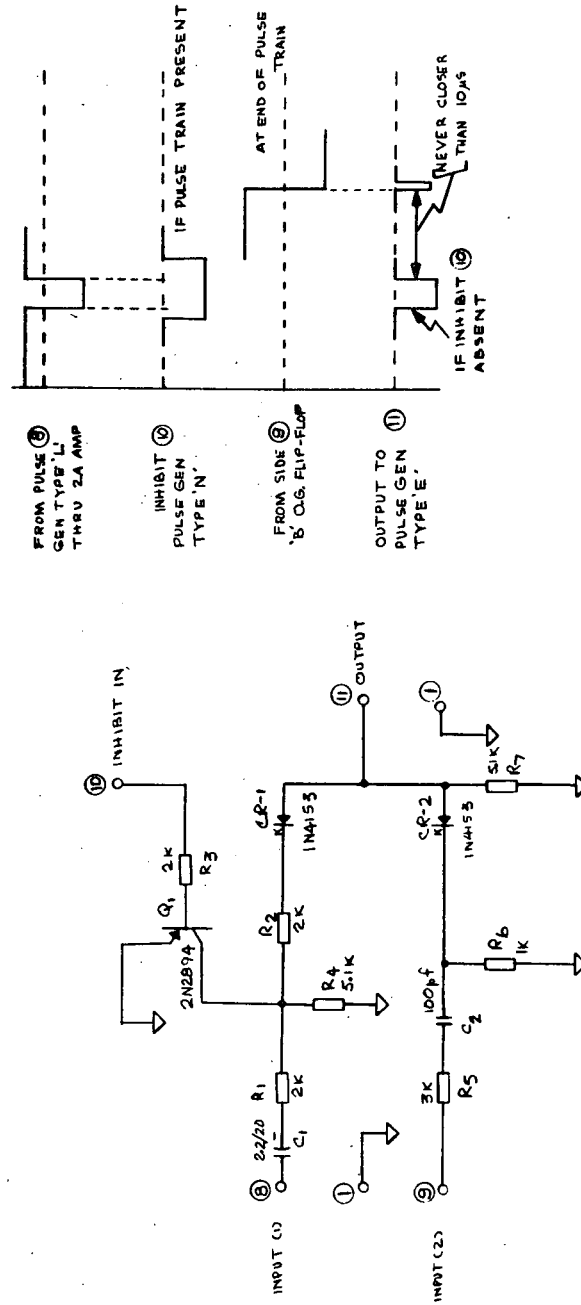 FROM PULSE ⑧
GEN TYPE 'L'
THRU 2A AMP
INHIBIT ⑩
PULSE GEN
TYPE 'N'
IF PULSE TRAIN PRESENT
FROM SIDE ⑨
'B' O.G. FLIP-FLOP
AT END OF PULSE
TRAIN
OUTPUT TO ⑪
PULSE GEN
TYPE 'E'
IF INHIBIT ⑩
ABSENT
NEVER CLOSER
THAN 10µs
⑩ INHIBIT IN
2K
R3
Q1
2N2894
INPUT (1)
⑧
2.2/20
C1
R1
2K
R4
5.1K
R2
2K
CR-1
K
1N4153
⑪ OUTPUT
①
①
INPUT (2)
⑨
3K
R5
100pf
C2
R6
1K
CR-2
K
1N4153
51K
R7